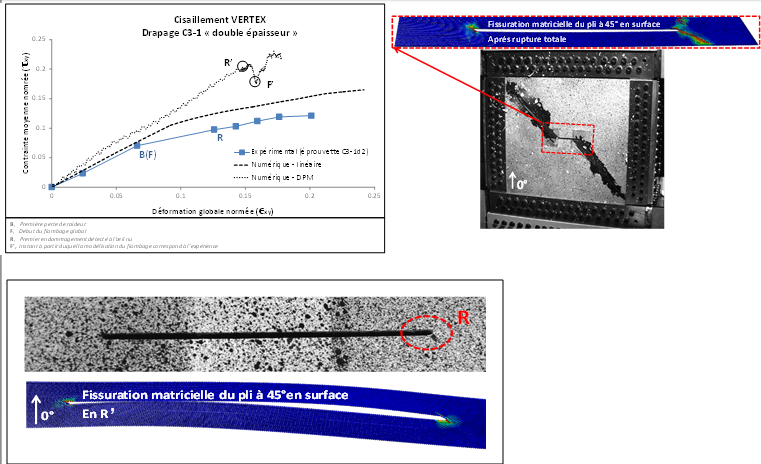 Cisaillement VERTEX
Drapage C3-1 « double épaisseur »
Contrainte moyenne normée (τxy)
0.25
0.2
0.15
0.1
0.05
0
0
0.05
0.1
0.15
0.2
0.25
R'
F'
B(F)
R
Expérimental (éprouvette C3-1d2)
Numérique - linéaire
Numérique - DPM
Déformation globale normée (ϵxy)
B, Première perte de raideur
F, Début du flambage global
R, Premier endommagement détecté à l'œil nu
F', Instant à partir duquel la modélisation du flambage correspond à l'expérience
Fissuration matricielle du pli à 45° en surface
Après rupture totale
0°
R
Fissuration matricielle du pli à 45° en surface
En R'
0°